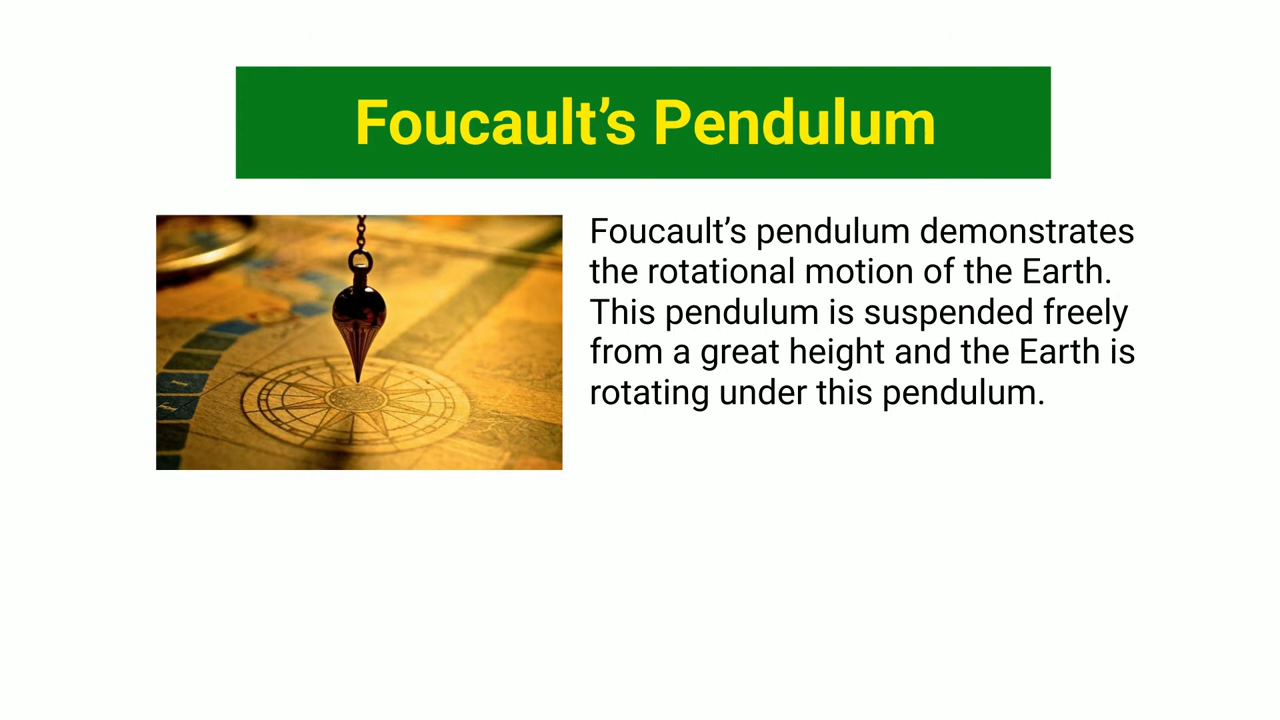 Foucault’s Pendulum
Foucault’s pendulum demonstrates
the rotational motion of the Earth.
This pendulum is suspended freely
from a great height and the Earth is
rotating under this pendulum.